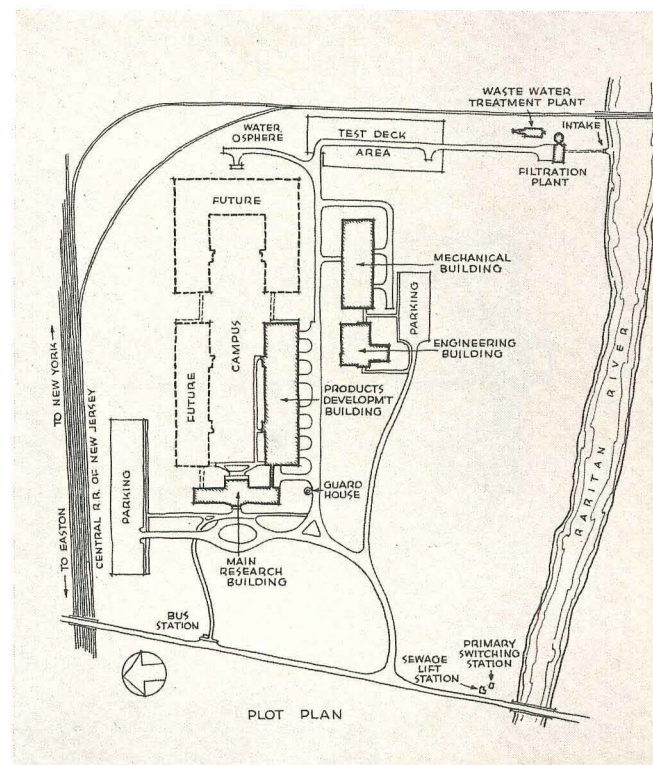 WASTE WATER
TREATMENT PLANT
INTAKE
WATER
OSPHERE
TEST DECK
AREA
FILTRATION
PLANT
FUTURE
MECHANICAL
BUILDING
PARKING
CAMPUS
ENGINEERING
BUILDING
FUTURE
PRODUCTS
DEVELOPM'T
BUILDING
TO NEW YORK
CENTRAL R.R. OF NEW JERSEY
TO EASTON
PARKING
GUARD
HOUSE
RARITAN RIVER
MAIN
RESEARCH
BUILDING
BUS
STATION
PRIMARY
SWITCHING
STATION
SEWAGE
LIFT
STATION
PLOT PLAN